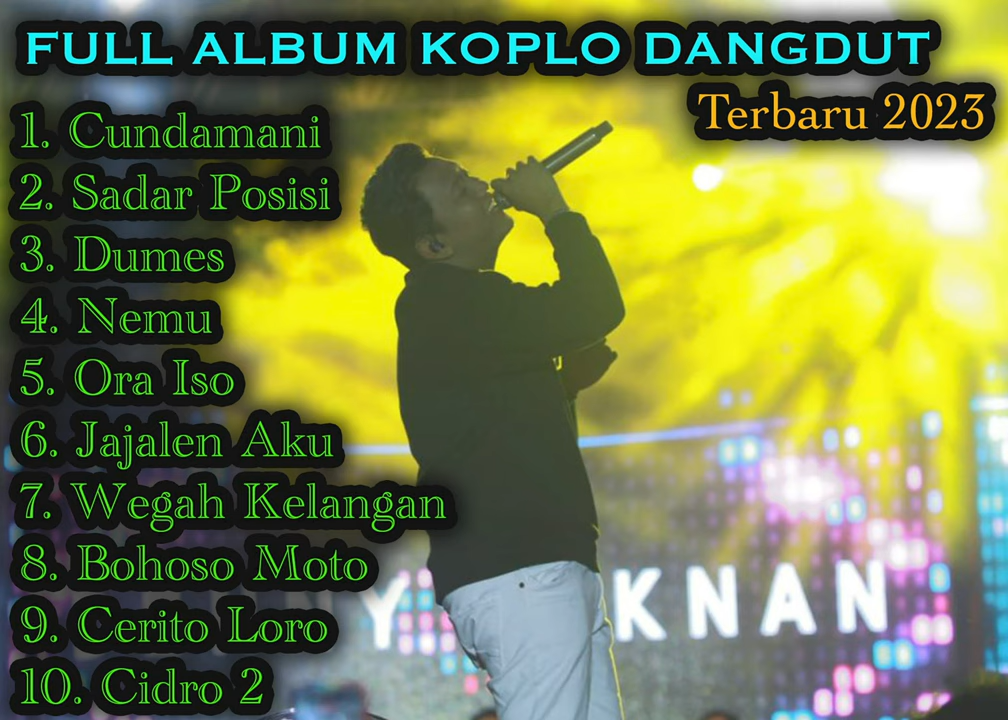 FULL ALBUM KOPLO DANGDUT
Terbaru 2023
1. Cundamani
2. Sadar Posisi
3. Dumes
4. Nemu
5. Ora Iso
6. Jajalen Aku
7. Wegah Kelangan
8. Bohoso Moto
9. Cerito Loro
10. Cidro 2